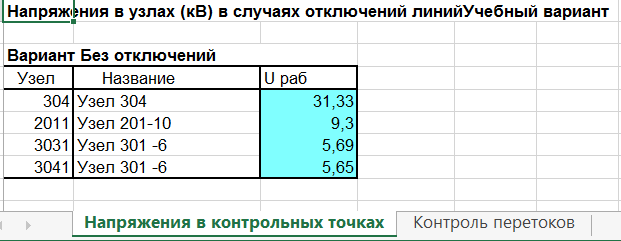 Напряжения в узлах (кВ) в случаях отключений линийУчебный вариант
Вариант Без отключений
Узел Название U раб
304 Узел 304 31,33
2011 Узел 201-10 9,3
3031 Узел 301 -6 5,69
3041 Узел 301 -6 5,65
Напряжения в контрольных точках Контроль перетоков